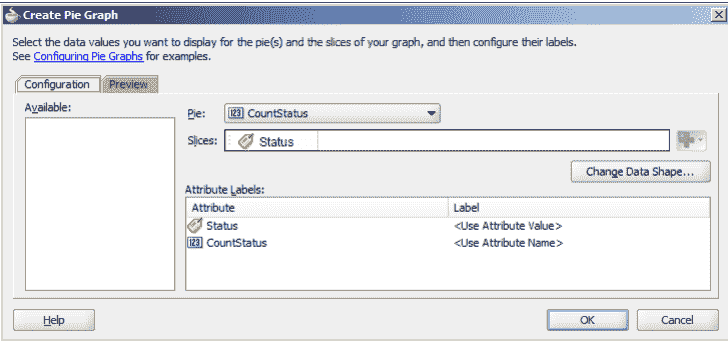 Create Pie Graph
Select the data values you want to display for the pie(s) and the slices of your graph, and then configure their labels.
See Configuring Pie Graphs for examples.
Configuration Preview
Available:
Pie: 123 CountStatus
Slices: Status
Change Data Shape...
Attribute Labels:
Attribute Label
Status <Use Attribute Value>
123 CountStatus <Use Attribute Name>
Help OK Cancel